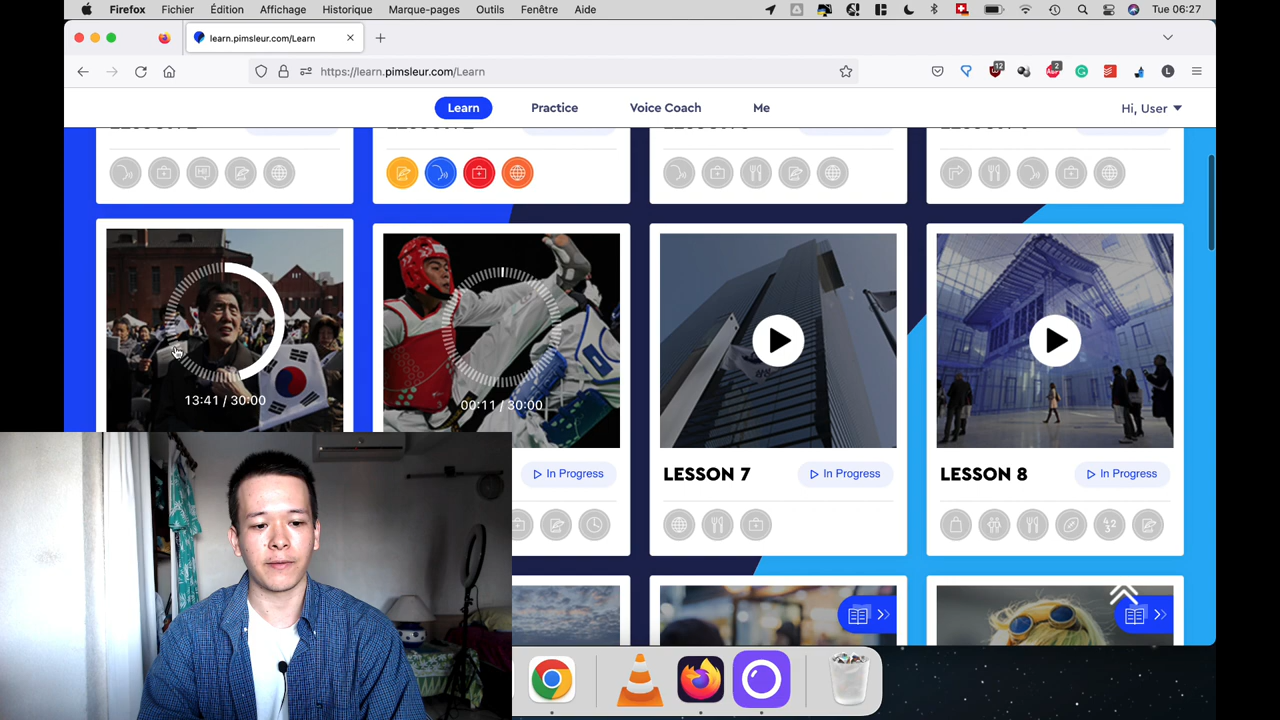 Firefox Fichier Édition Affichage Historique Marque-pages Outils Fenêtre Aide Tue 06:27
learn.pimsleur.com/Learn
https://learn.pimsleur.com/Learn
12
2
L
Learn Practice Voice Coach Me Hi, User
13:41 / 30:00
00:11 / 30:00
In Progress
LESSON 7 In Progress
LESSON 8 In Progress